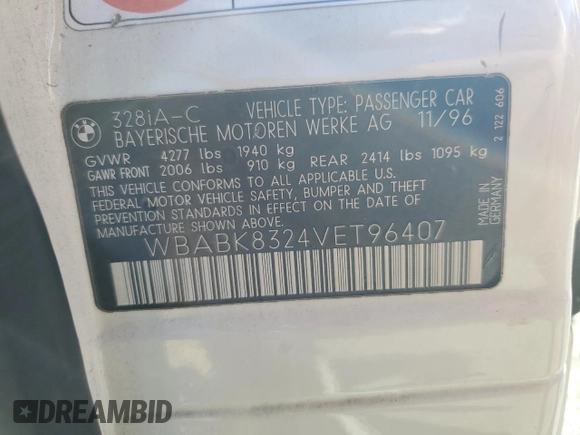 BMW
328iA-C VEHICLE TYPE: PASSENGER CAR
BAYERISCHE MOTOREN WERKE AG 11/96
GVWR 4277 lbs 1940 kg
GAWR FRONT 2006 lbs 910 kg REAR 2414 lbs 1095 kg
THIS VEHICLE CONFORMS TO ALL APPLICABLE U.S.
FEDERAL MOTOR VEHICLE SAFETY, BUMPER AND THEFT
PREVENTION STANDARDS IN EFFECT ON THE DATE OF
MANUFACTURE SHOWN ABOVE.
WBABK8324VET96407
MADE IN
GERMANY
2 122 606
DREAMBID